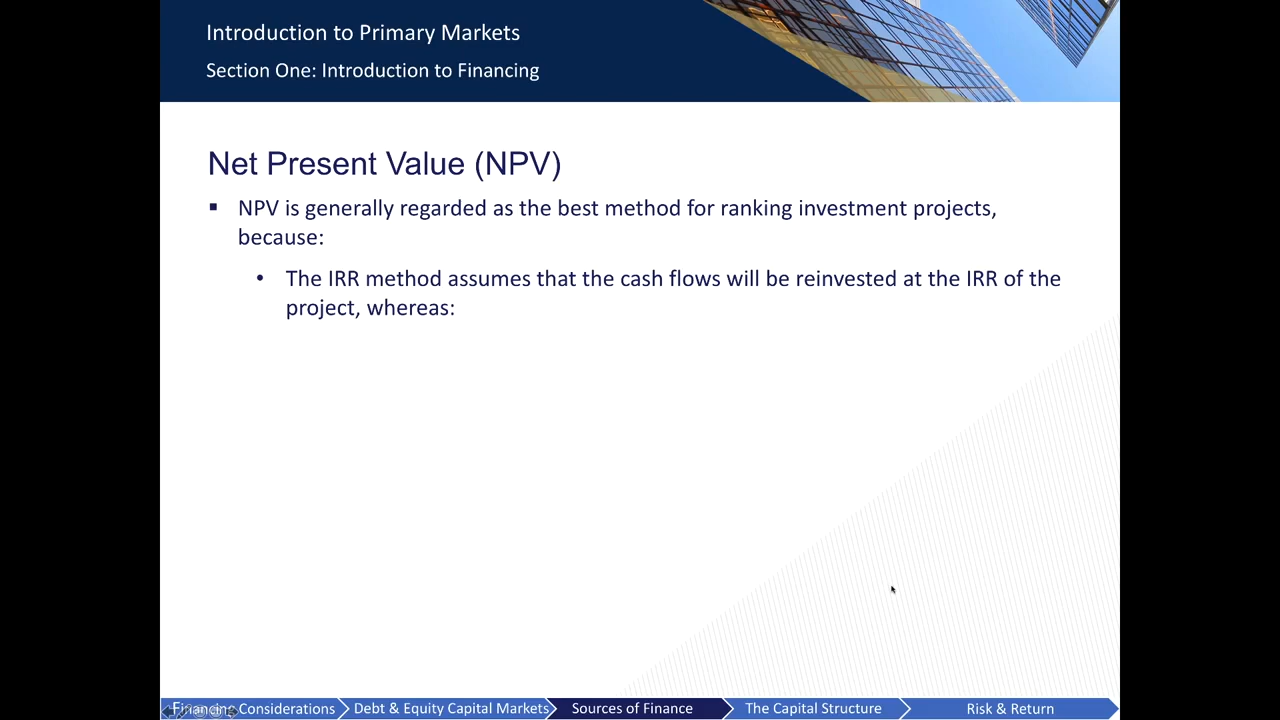 Introduction to Primary Markets
Section One: Introduction to Financing
Net Present Value (NPV)
▪ NPV is generally regarded as the best method for ranking investment projects,
because:
• The IRR method assumes that the cash flows will be reinvested at the IRR of the
project, whereas:
Financing Considerations
Debt & Equity Capital Markets
Sources of Finance
The Capital Structure
Risk & Return